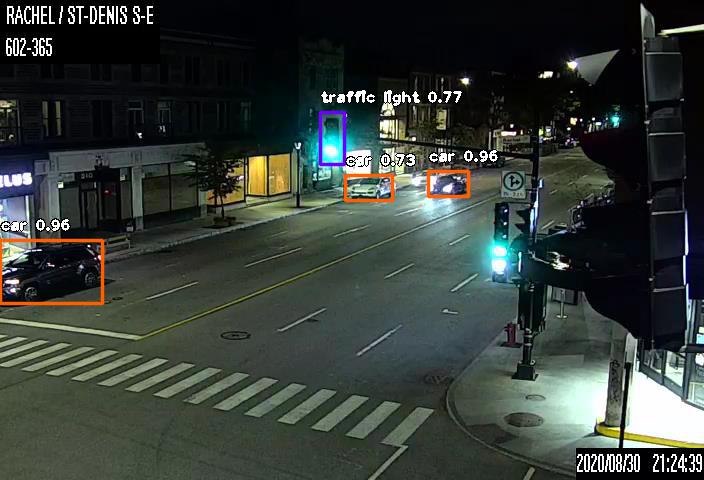 RACHEL / ST-DENIS S-E
602-365
traffic light 0.77
car 0.73
car 0.96
ELUS
car 0.96
2020/08/30 21:24:39